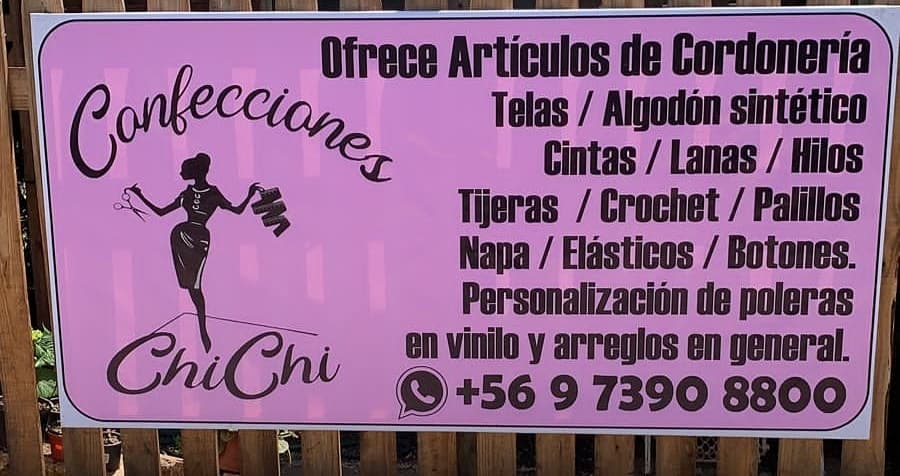 Confecciones
ChiChi
Ofrece Artículos de Cordonería
Telas / Algodón sintético
Cintas / Lanas / Hilos
Tijeras / Crochet / Palillos
Napa / Elásticos / Botones.
Personalización de poleras
en vinilo y arreglos en general.
+56 9 7390 8800